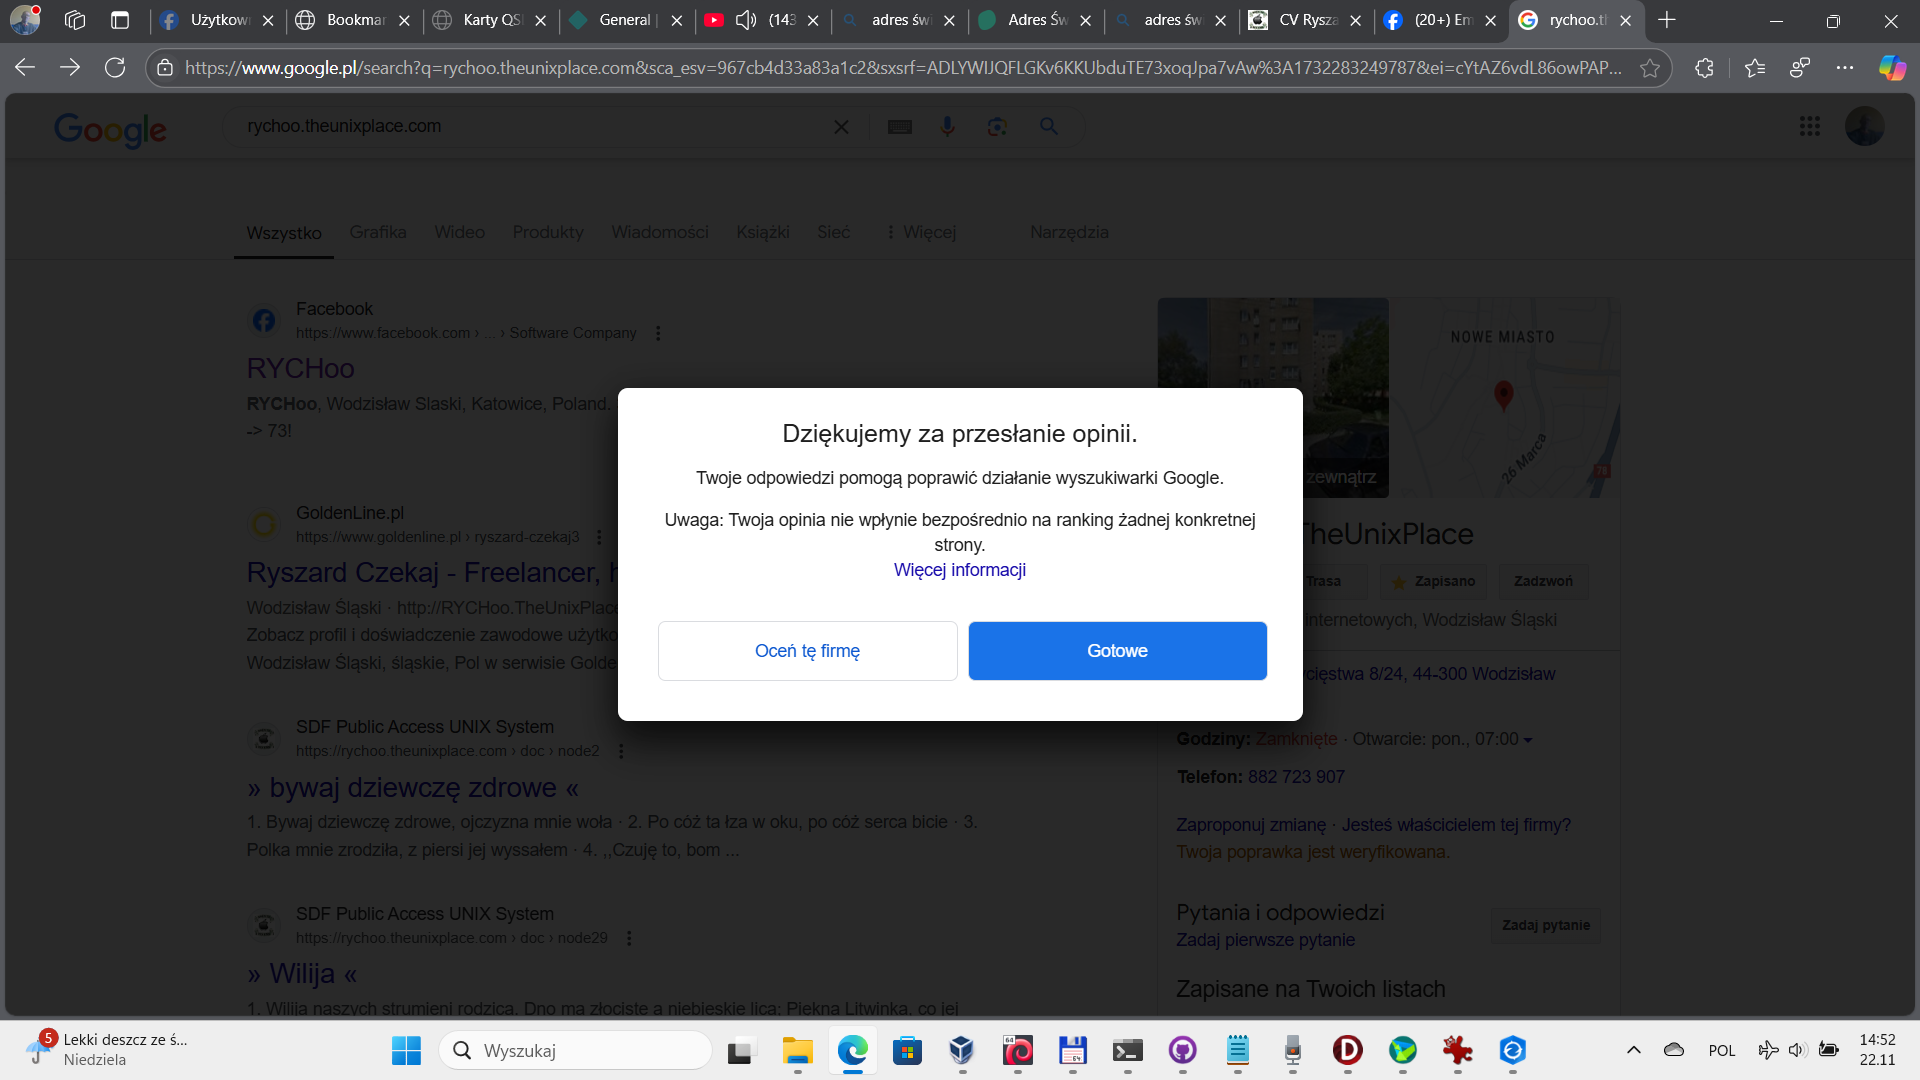 Użytkow
Bookmar
Karty QSL
General |
(143
adres świ
Adres Św
adres świ
CV Rysza
(20+) Em
rychoo.th
https://www.google.pl/search?q=rychoo.theunixplace.com&sca_esv=967cb4d33a83a1c2&sxsrf=ADLYWIJQFLGKv6KKUbduTE73xoqJpa7vAw%3A1732283249787&ei=cYtAZ6vdL86owPAP...
Google
rychoo.theunixplace.com
Wszystko
Grafika
Wideo
Produkty
Wiadomości
Książki
Sieć
Więcej
Narzędzia
Facebook
https://www.facebook.com › ... › Software Company
RYCHoo
RYCHoo, Wodzisław Slaski, Katowice, Poland.
-> 73!
GoldenLine.pl
https://www.goldenline.pl › ryszard-czekaj3
Ryszard Czekaj - Freelancer,
Wodzisław Śląski · http://RYCHoo.TheUnixPlace
Zobacz profil i doświadczenie zawodowe użytko
Wodzisław Śląski, śląskie, Pol w serwisie Golde
SDF Public Access UNIX System
https://rychoo.theunixplace.com › doc › node2
» bywaj dziewczę zdrowe «
1. Bywaj dziewczę zdrowe, ojczyzna mnie woła · 2. Po cóż ta łza w oku, po cóż serca bicie · 3.
Polka mnie zrodziła, z piersi jej wyssałem · 4. ,,Czuję to, bom ...
SDF Public Access UNIX System
https://rychoo.theunixplace.com › doc › node29
» Wilija «
1. Wilija naszych strumieni rodzica, Dno ma złociste a niebieskie lica; Piękna Litwinka, co jej
Dziękujemy za przesłanie opinii.
Twoje odpowiedzi pomogą poprawić działanie wyszukiwarki Google.
Uwaga: Twoja opinia nie wpłynie bezpośrednio na ranking żadnej konkretnej
strony.
Więcej informacji
Oceń tę firmę
Gotowe
NOWE MIASTO
26 Marca
78
zewnątrz
TheUnixPlace
Trasa
Zapisano
Zadzwoń
internetowych, Wodzisław Śląski
cięstwa 8/24, 44-300 Wodzisław
Godziny: Zamknięte · Otwarcie: pon., 07:00
Telefon: 882 723 907
Zaproponuj zmianę · Jesteś właścicielem tej firmy?
Twoja poprawka jest weryfikowana.
Pytania i odpowiedzi
Zadaj pierwsze pytanie
Zadaj pytanie
Zapisane na Twoich listach
5
Lekki deszcz ze ś...
Niedziela
Wyszukaj
64
64
POL
14:52
22.11